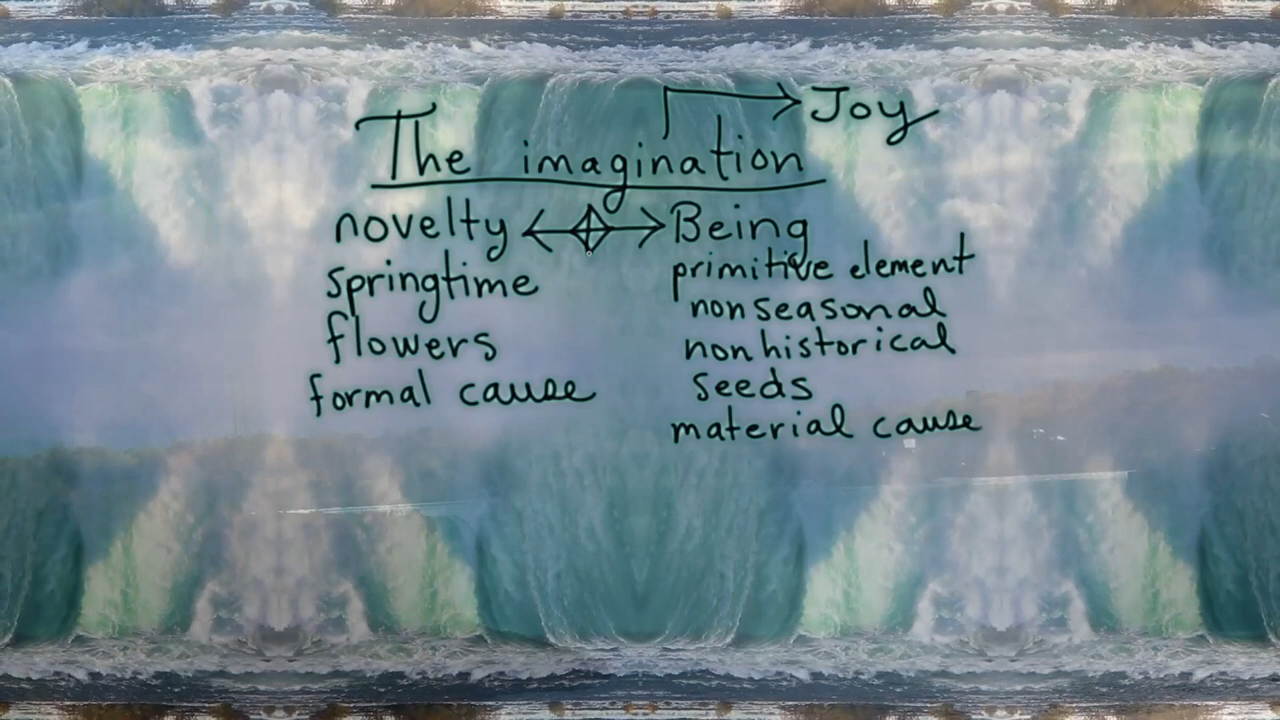 Joy
The imagination
novelty Being
springtime primitive element
flowers nonseasonal
formal cause nonhistorical
seeds
material cause